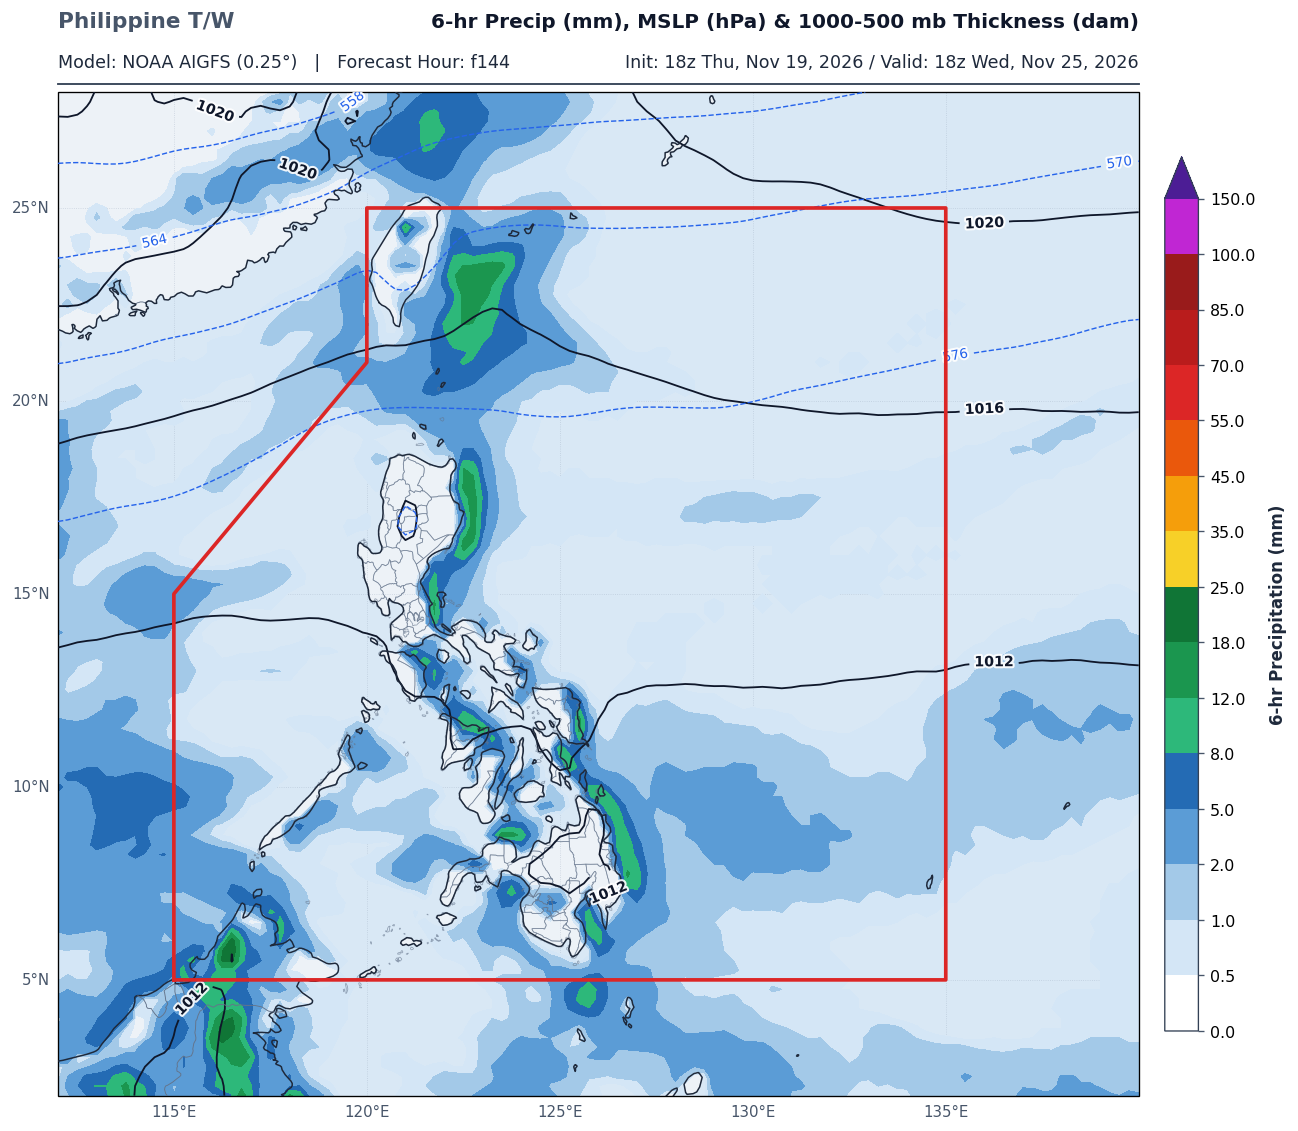 Philippine T/W
6-hr Precip (mm), MSLP (hPa) & 1000-500 mb Thickness (dam)
Model: NOAA AIGFS (0.25°) | Forecast Hour: f144
Init: 18z Thu, Nov 19, 2026 / Valid: 18z Wed, Nov 25, 2026
1020
558
1020
570
564
1020
576
1016
1012
1012
1012
25°N
20°N
15°N
10°N
5°N
115°E
120°E
125°E
130°E
135°E
150.0
100.0
85.0
70.0
55.0
45.0
35.0
25.0
18.0
12.0
8.0
5.0
2.0
1.0
0.5
0.0
6-hr Precipitation (mm)